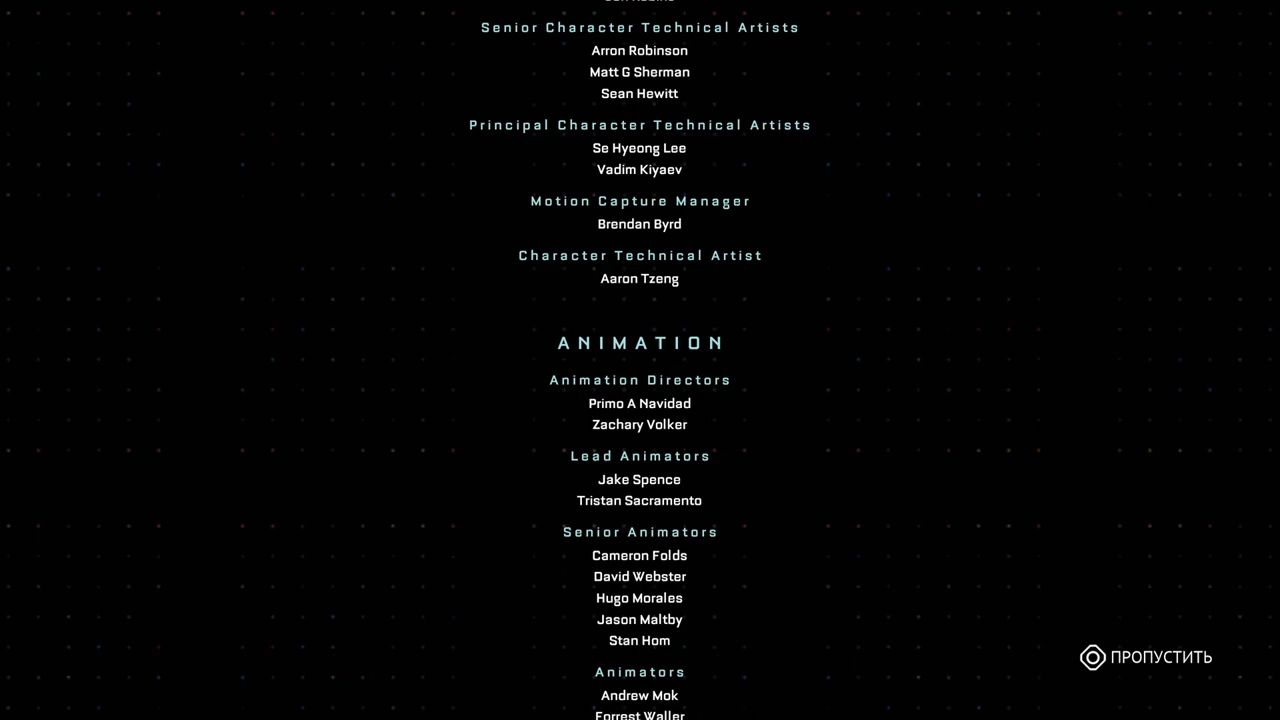 Senior Character Technical Artists
Arron Robinson
Matt G Sherman
Sean Hewitt
Principal Character Technical Artists
Se Hyeong Lee
Vadim Kiyaev
Motion Capture Manager
Brendan Byrd
Character Technical Artist
Aaron Tzeng
ANIMATION
Animation Directors
Primo A Navidad
Zachary Volker
Lead Animators
Jake Spence
Tristan Sacramento
Senior Animators
Cameron Folds
David Webster
Hugo Morales
Jason Maltby
Stan Hom
Animators
Andrew Mok
Forrest Waller
ПРОПУСТИТЬ